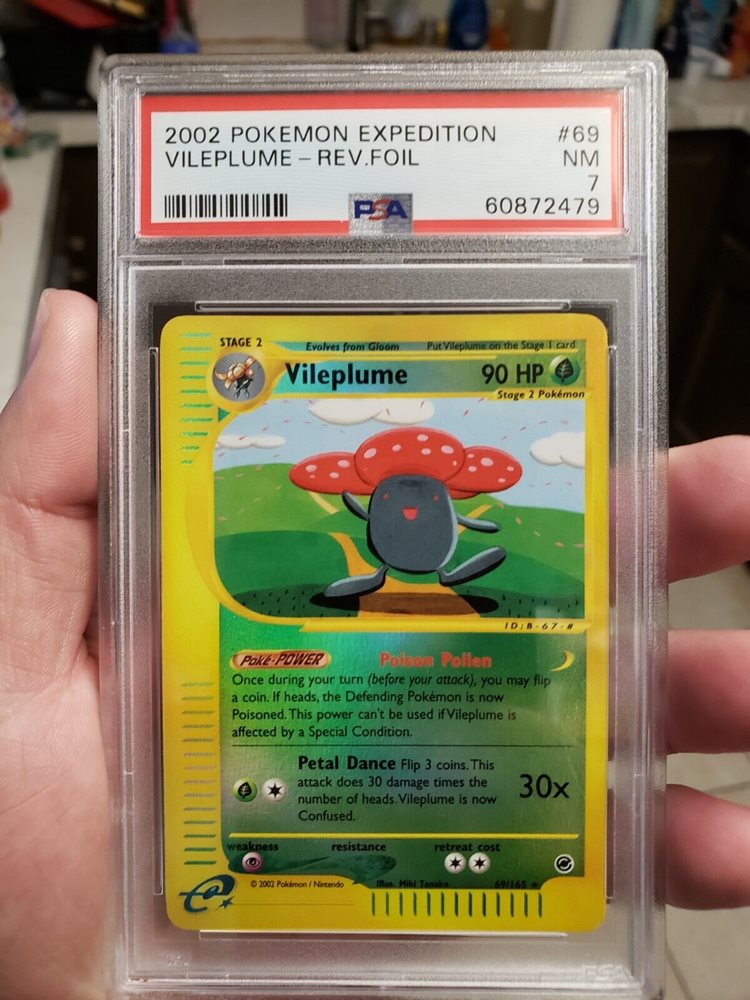 2002 POKEMON EXPEDITION #69
VILEPLUME - REV.FOIL NM
7
PSA 60872479
STAGE 2 Evolves from Gloom Put Vileplume on the Stage 1 card
Vileplume 90 HP
Stage 2 Pokémon
ID:B-67-#
Poké-POWER Poison Pollen
Once during your turn (before your attack), you may flip
a coin. If heads, the Defending Pokémon is now
Poisoned. This power can't be used if Vileplume is
affected by a Special Condition.
Petal Dance Flip 3 coins. This
attack does 30 damage times the 30x
number of heads. Vileplume is now
Confused.
weakness resistance retreat cost
© 2002 Pokémon / Nintendo Illus. Miki Tanaka 69/165 ★
e
PSA